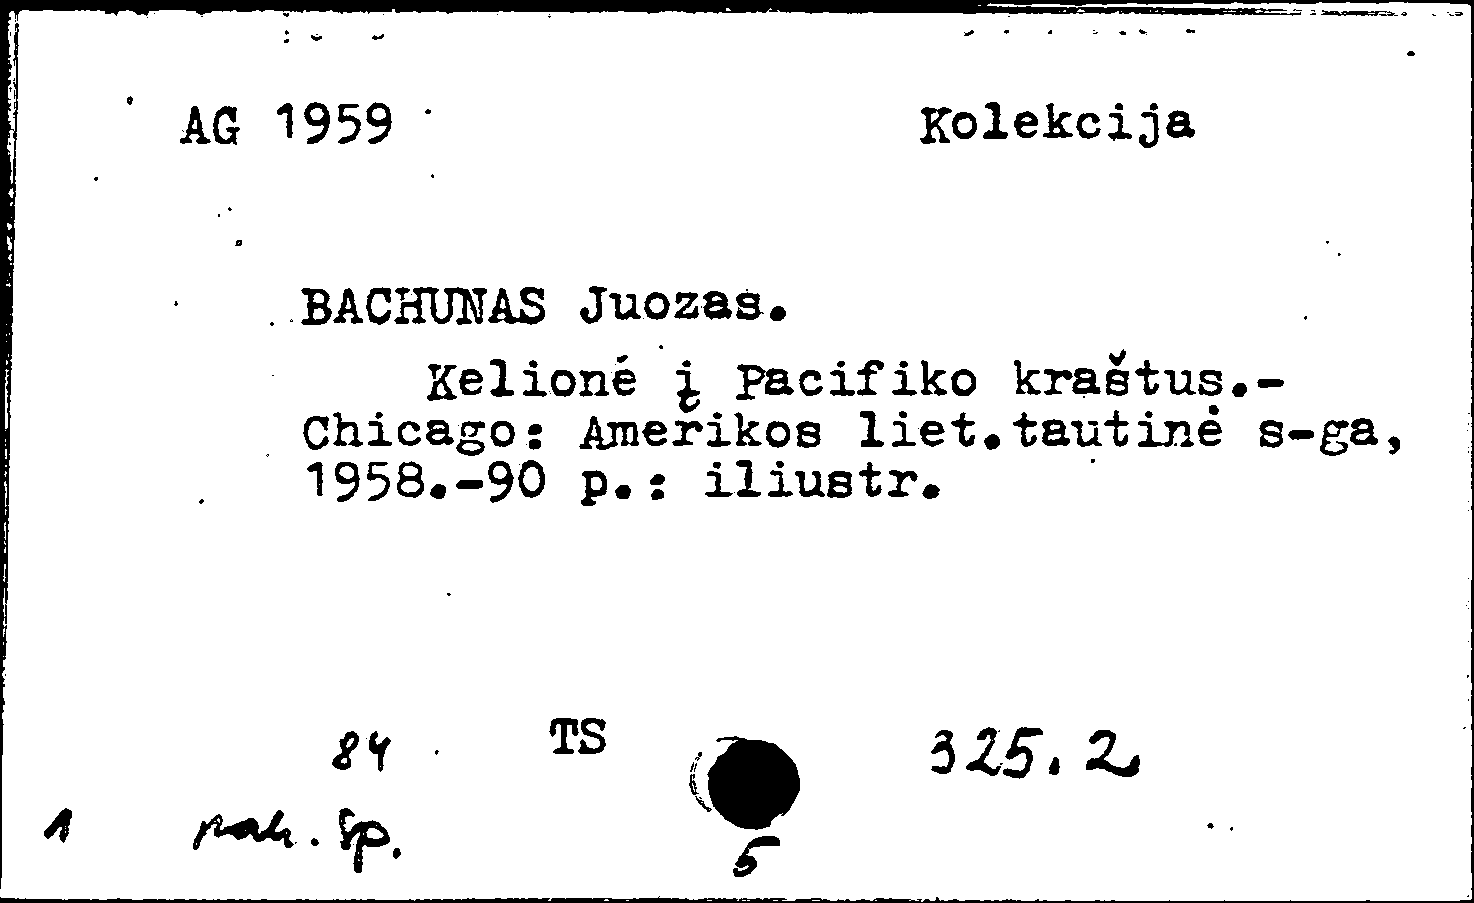 AG 1959 Kolekcija
BACHUNAS Juozas.
Kelionė į Pacifiko kraštus.-
Chicago: Amerikos liet.tautinė s-ga,
1958.-90 p.: iliustr.
84 TS 325.2
1 sp.
5